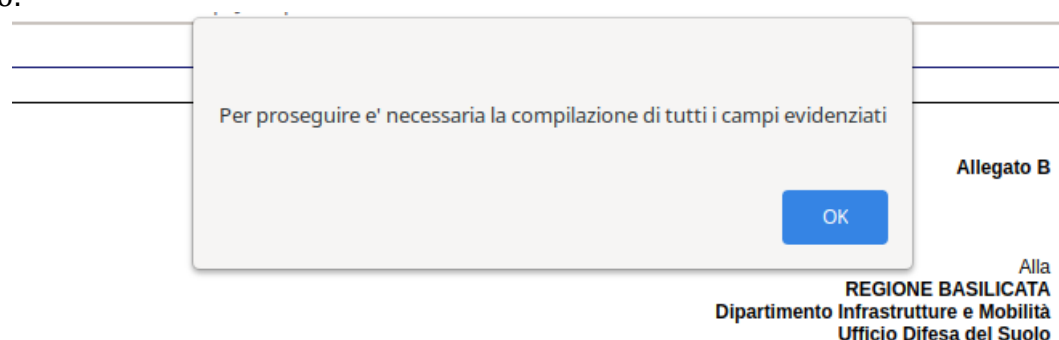 Per proseguire e' necessaria la compilazione di tutti i campi evidenziati
OK
Allegato B
Alla
REGIONE BASILICATA
Dipartimento Infrastrutture e Mobilità
Ufficio Difesa del Suolo